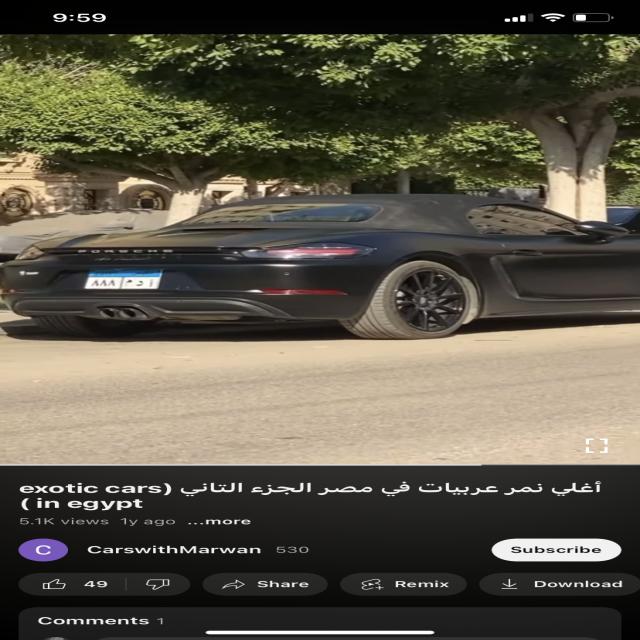 9:59
PORSCHE
٨٨٨ أ د م
أغلي نمر عربيات في مصر الجزء التاني (exotic cars
in egypt )
5.1K views 1y ago ...more
C CarswithMarwan 530 Subscribe
49 Share Remix Download
Comments 1